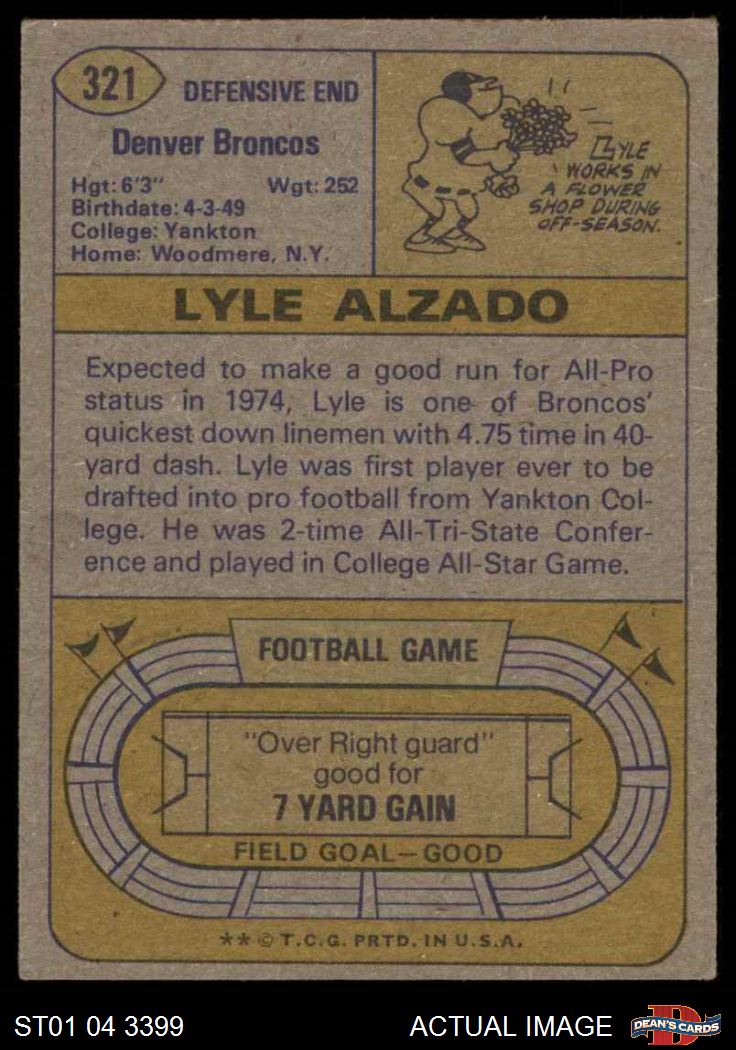 321
DEFENSIVE END
Denver Broncos
Hgt: 6'3" Wgt: 252
Birthdate: 4-3-49
College: Yankton
Home: Woodmere, N.Y.
LYLE
WORKS IN
A FLOWER
SHOP DURING
OFF-SEASON.
LYLE ALZADO
Expected to make a good run for All-Pro
status in 1974, Lyle is one of Broncos'
quickest down linemen with 4.75 time in 40-
yard dash. Lyle was first player ever to be
drafted into pro football from Yankton Col-
lege. He was 2-time All-Tri-State Confer-
ence and played in College All-Star Game.
FOOTBALL GAME
"Over Right guard"
good for
7 YARD GAIN
FIELD GOAL—GOOD
** © T.C.G. PRTD. IN U.S.A.
ST01 04 3399
ACTUAL IMAGE
D
DEAN'S CARDS